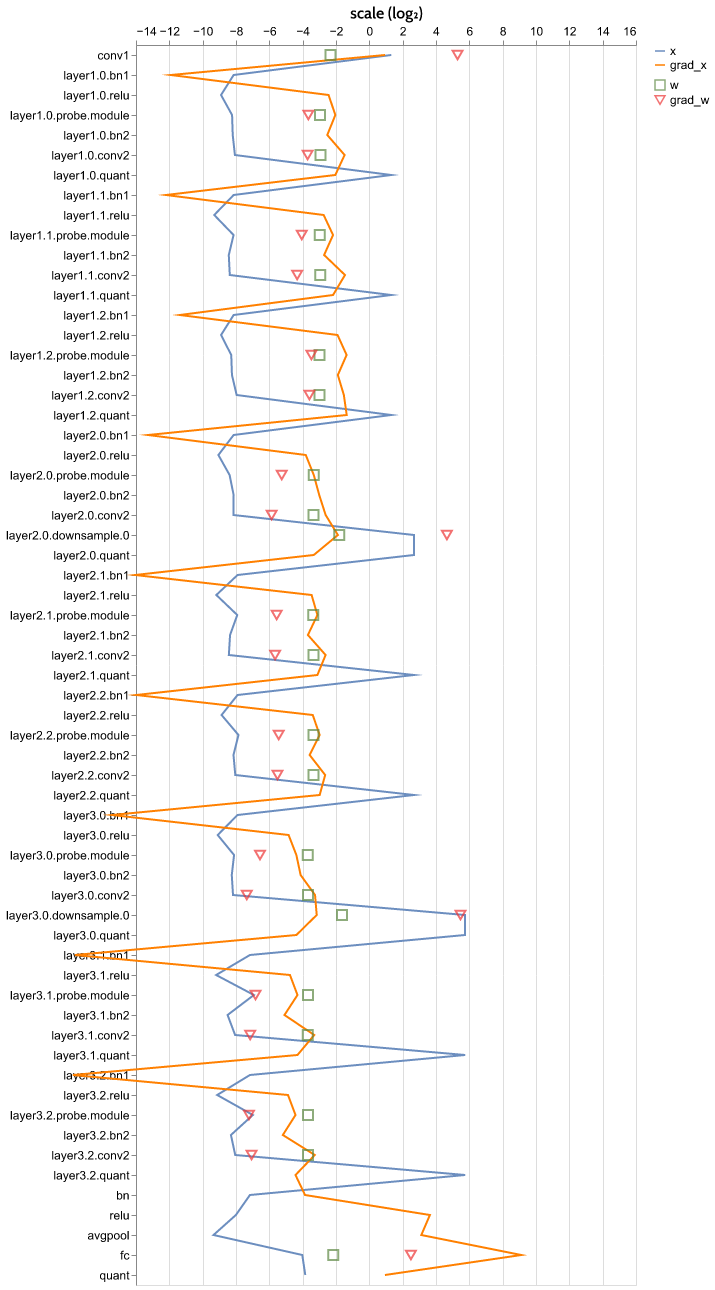 scale (log₂)
−14 −12 −10 −8 −6 −4 −2 0 2 4 6 8 10 12 14 16
x
grad_x
w
grad_w
conv1
layer1.0.bn1
layer1.0.relu
layer1.0.probe.module
layer1.0.bn2
layer1.0.conv2
layer1.0.quant
layer1.1.bn1
layer1.1.relu
layer1.1.probe.module
layer1.1.bn2
layer1.1.conv2
layer1.1.quant
layer1.2.bn1
layer1.2.relu
layer1.2.probe.module
layer1.2.bn2
layer1.2.conv2
layer1.2.quant
layer2.0.bn1
layer2.0.relu
layer2.0.probe.module
layer2.0.bn2
layer2.0.conv2
layer2.0.downsample.0
layer2.0.quant
layer2.1.bn1
layer2.1.relu
layer2.1.probe.module
layer2.1.bn2
layer2.1.conv2
layer2.1.quant
layer2.2.bn1
layer2.2.relu
layer2.2.probe.module
layer2.2.bn2
layer2.2.conv2
layer2.2.quant
layer3.0.bn1
layer3.0.relu
layer3.0.probe.module
layer3.0.bn2
layer3.0.conv2
layer3.0.downsample.0
layer3.0.quant
layer3.1.bn1
layer3.1.relu
layer3.1.probe.module
layer3.1.bn2
layer3.1.conv2
layer3.1.quant
layer3.2.bn1
layer3.2.relu
layer3.2.probe.module
layer3.2.bn2
layer3.2.conv2
layer3.2.quant
bn
relu
avgpool
fc
quant